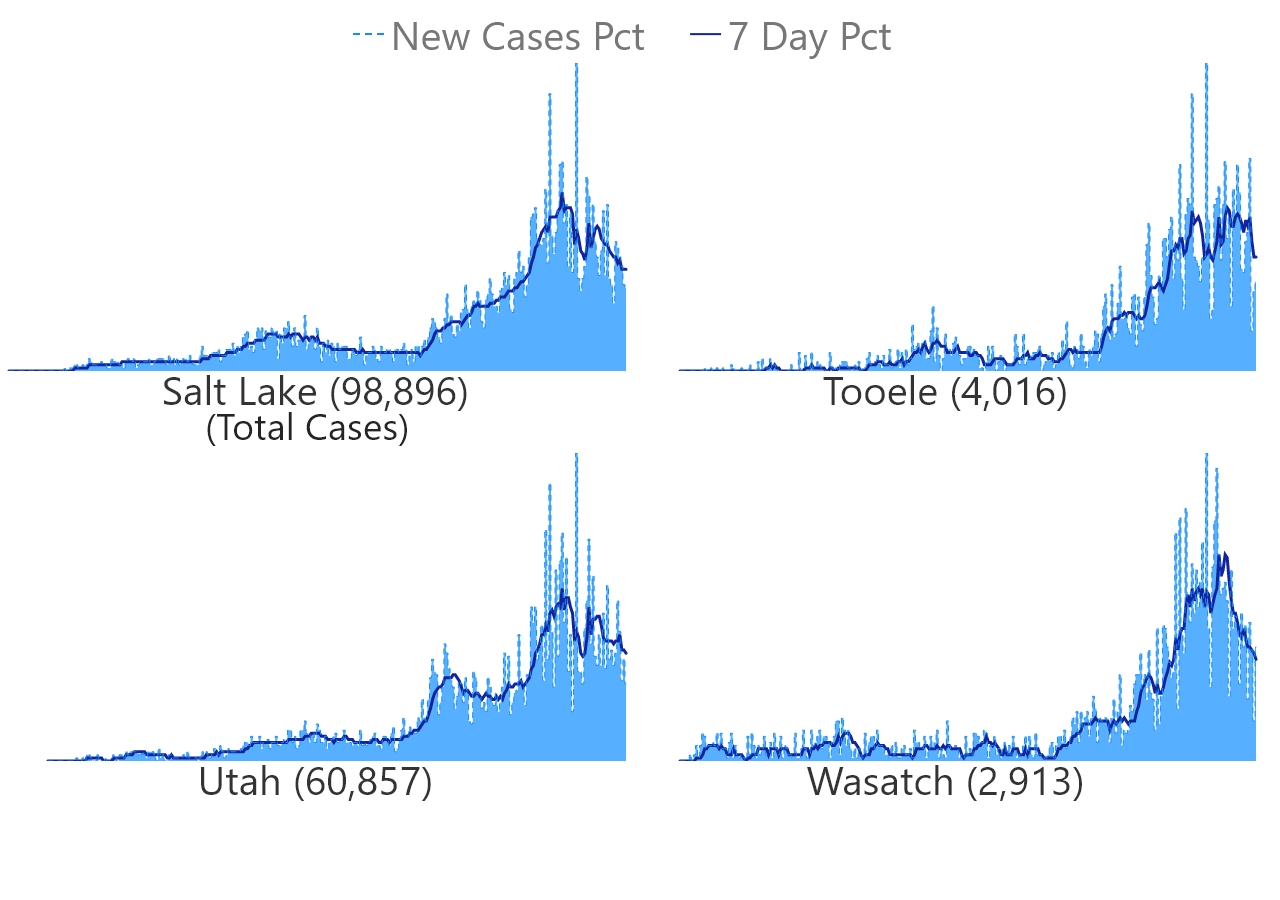 New Cases Pct 7 Day Pct
Salt Lake (98,896)
(Total Cases)
Tooele (4,016)
Utah (60,857)
Wasatch (2,913)